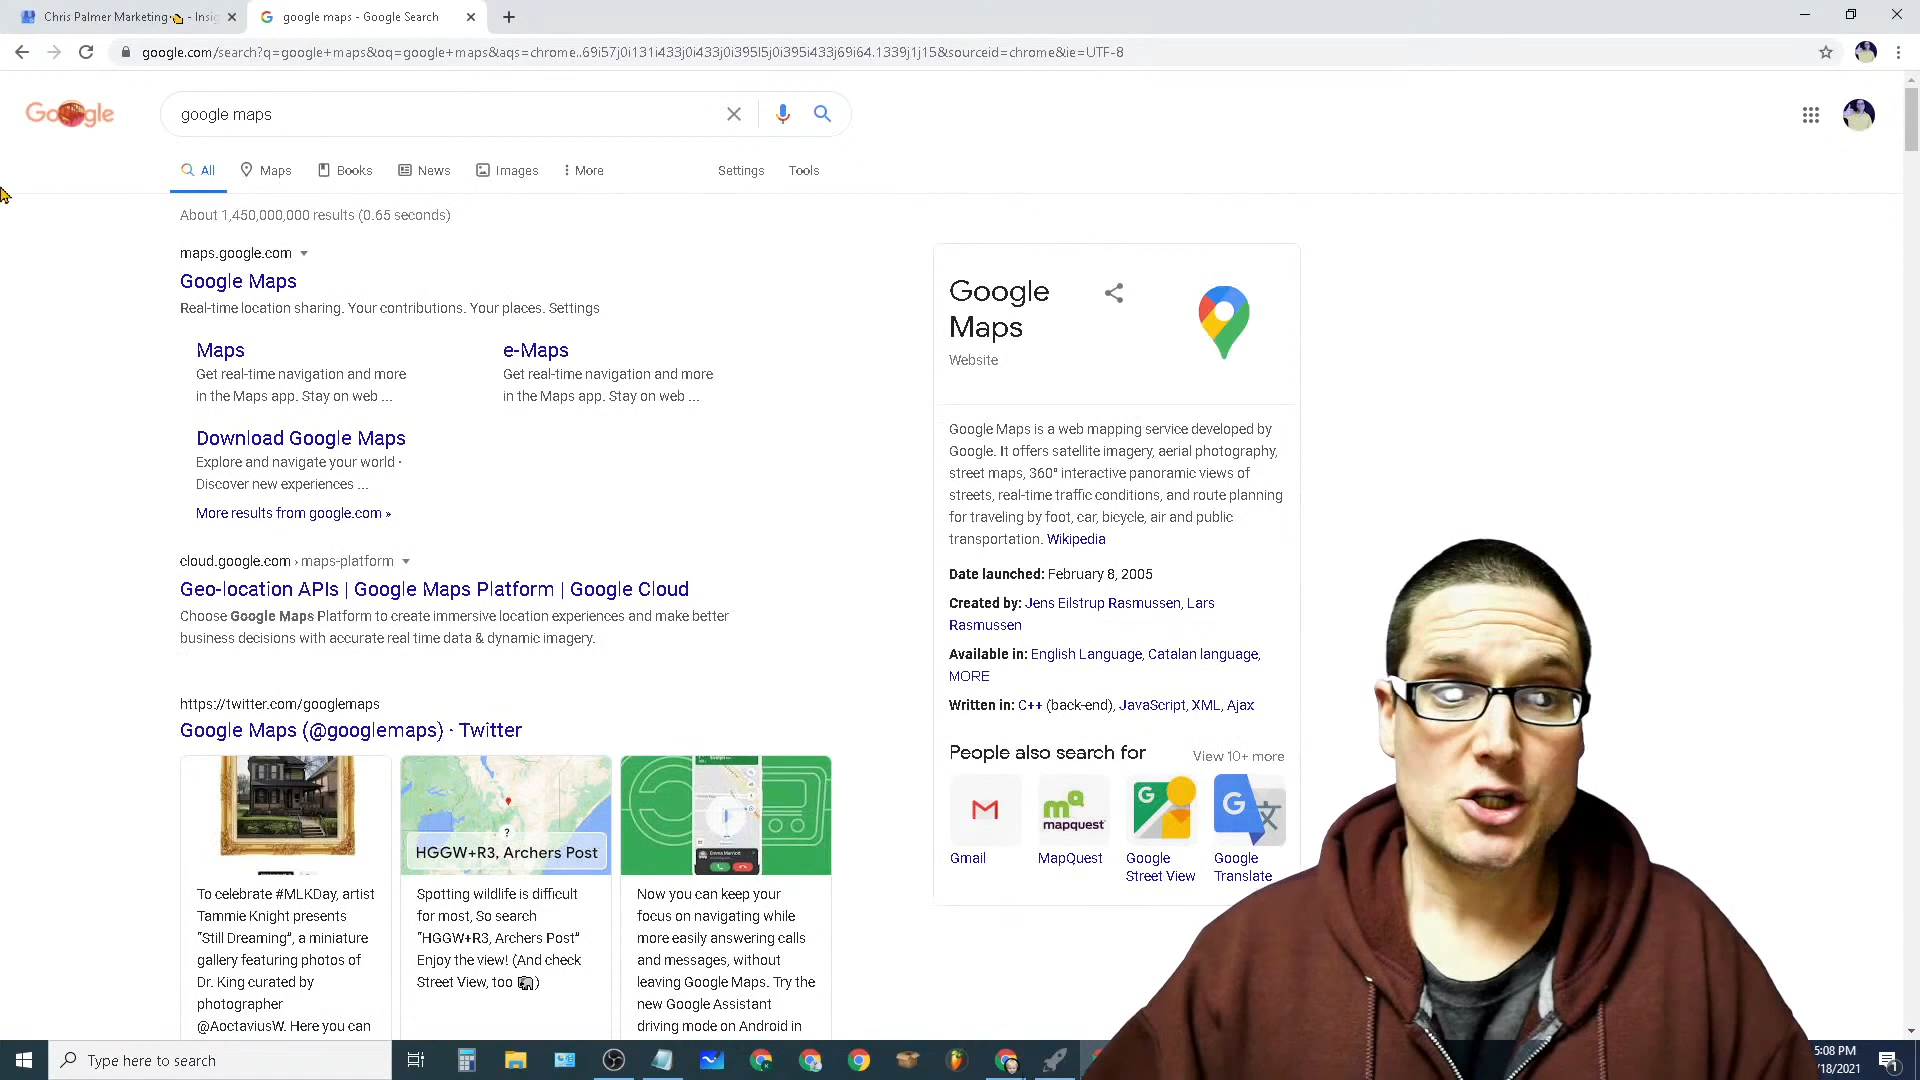 Chris Palmer Marketing - Insig
google maps - Google Search
google.com/search?q=google+maps&oq=google+maps&aqs=chrome..69i57j0i131i433j0i433j0i395l5j0i395i433j69i64.1339j1j15&sourceid=chrome&ie=UTF-8
Google
google maps
All Maps Books News Images More Settings Tools
About 1,450,000,000 results (0.65 seconds)
maps.google.com
Google Maps
Real-time location sharing. Your contributions. Your places. Settings
Maps
Get real-time navigation and more
in the Maps app. Stay on web ...
e-Maps
Get real-time navigation and more
in the Maps app. Stay on web ...
Download Google Maps
Explore and navigate your world ·
Discover new experiences ...
More results from google.com »
cloud.google.com › maps-platform
Geo-location APIs | Google Maps Platform | Google Cloud
Choose Google Maps Platform to create immersive location experiences and make better
business decisions with accurate real time data & dynamic imagery.
https://twitter.com/googlemaps
Google Maps (@googlemaps) · Twitter
?
HGGW+R3, Archers Post
To celebrate #MLKDay, artist
Tammie Knight presents
"Still Dreaming", a miniature
gallery featuring photos of
Dr. King curated by
photographer
@AoctaviusW. Here you can
Spotting wildlife is difficult
for most, So search
"HGGW+R3, Archers Post"
Enjoy the view! (And check
Street View, too )
Now you can keep your
focus on navigating while
more easily answering calls
and messages, without
leaving Google Maps. Try the
new Google Assistant
driving mode on Android in
Google
Maps
Website
Google Maps is a web mapping service developed by
Google. It offers satellite imagery, aerial photography,
street maps, 360° interactive panoramic views of
streets, real-time traffic conditions, and route planning
for traveling by foot, car, bicycle, air and public
transportation. Wikipedia
Date launched: February 8, 2005
Created by: Jens Eilstrup Rasmussen, Lars
Rasmussen
Available in: English Language, Catalan language,
MORE
Written in: C++ (back-end), JavaScript, XML, Ajax
People also search for
View 10+ more
mapquest
Gmail
MapQuest
Google
Street View
Google
Translate
Type here to search
5:08 PM
/18/2021